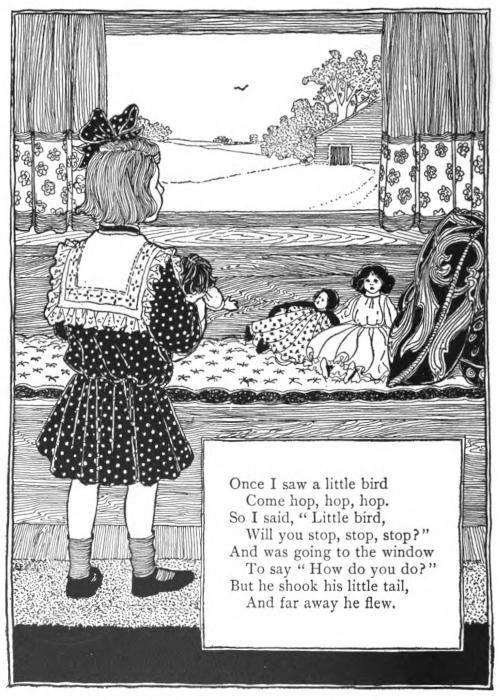 Once I saw a little bird
Come hop, hop, hop.
So I said, “ Little bird,
Will you stop, stop, stop?”
And was going to the window
To say “ How do you do?”
But he shook his little tail,
And far away he flew.